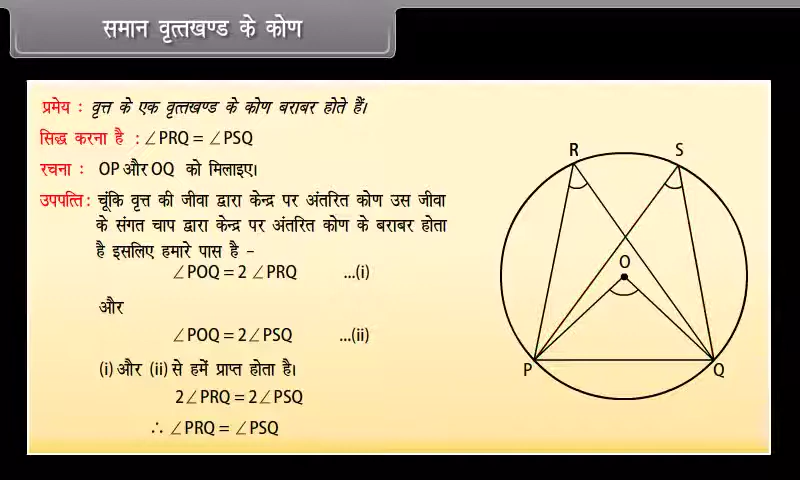 समान वृत्तखण्ड के कोण
प्रमेय : वृत्त के एक वृत्तखण्ड के कोण बराबर होते हैं।
सिद्ध करना है : ∠PRQ = ∠PSQ
रचना : OP और OQ को मिलाइए।
उपपत्ति : चूंकि वृत्त की जीवा द्वारा केन्द्र पर अंतरित कोण उस जीवा
के संगत चाप द्वारा केन्द्र पर अंतरित कोण के बराबर होता
है इसलिए हमारे पास है –
∠POQ = 2 ∠PRQ ...(i)
और
∠POQ = 2∠PSQ ...(ii)
(i) और (ii) से हमें प्राप्त होता है।
2∠PRQ = 2∠PSQ
∴ ∠PRQ = ∠PSQ
R S
O
P Q